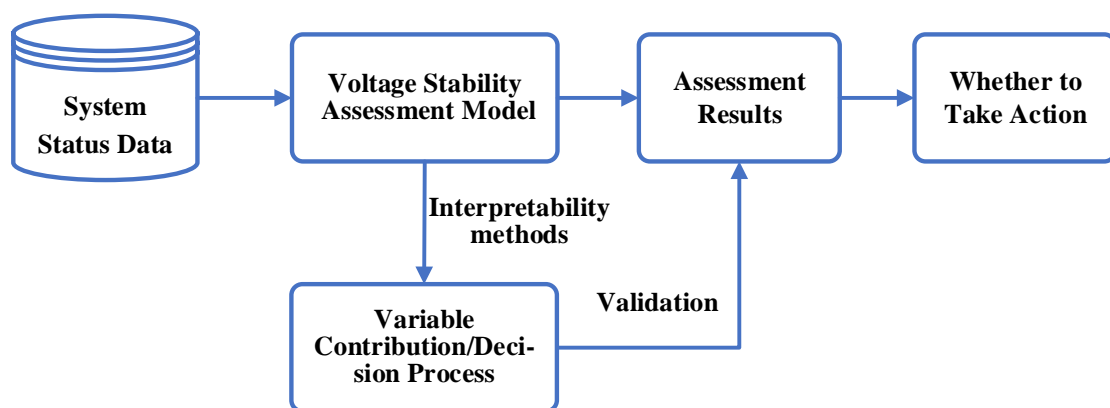 System
Status Data
Voltage Stability
Assessment Model
Assessment
Results
Whether to
Take Action
Interpretability
methods
Validation
Variable
Contribution/Deci-
sion Process